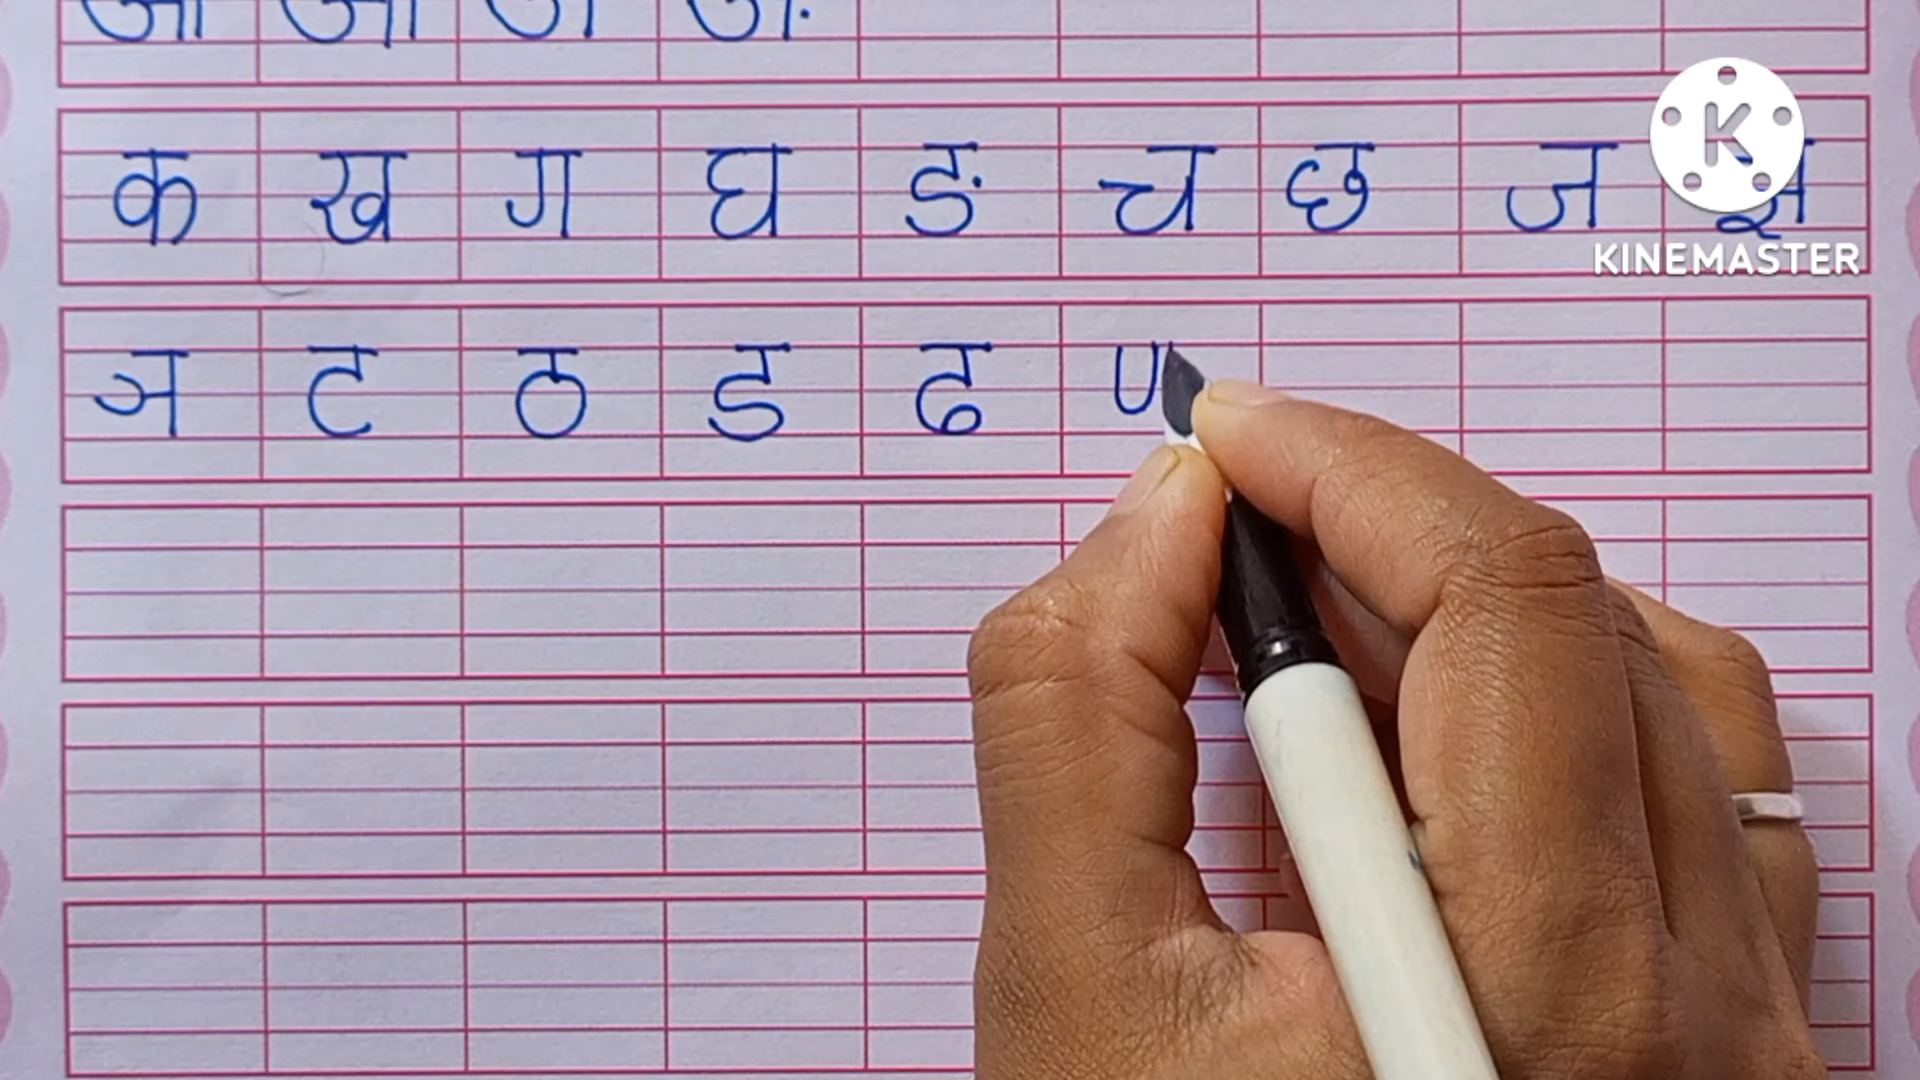 क ख ग घ ङ च छ ज
KINEMASTER
ञ ट ठ ड ढ